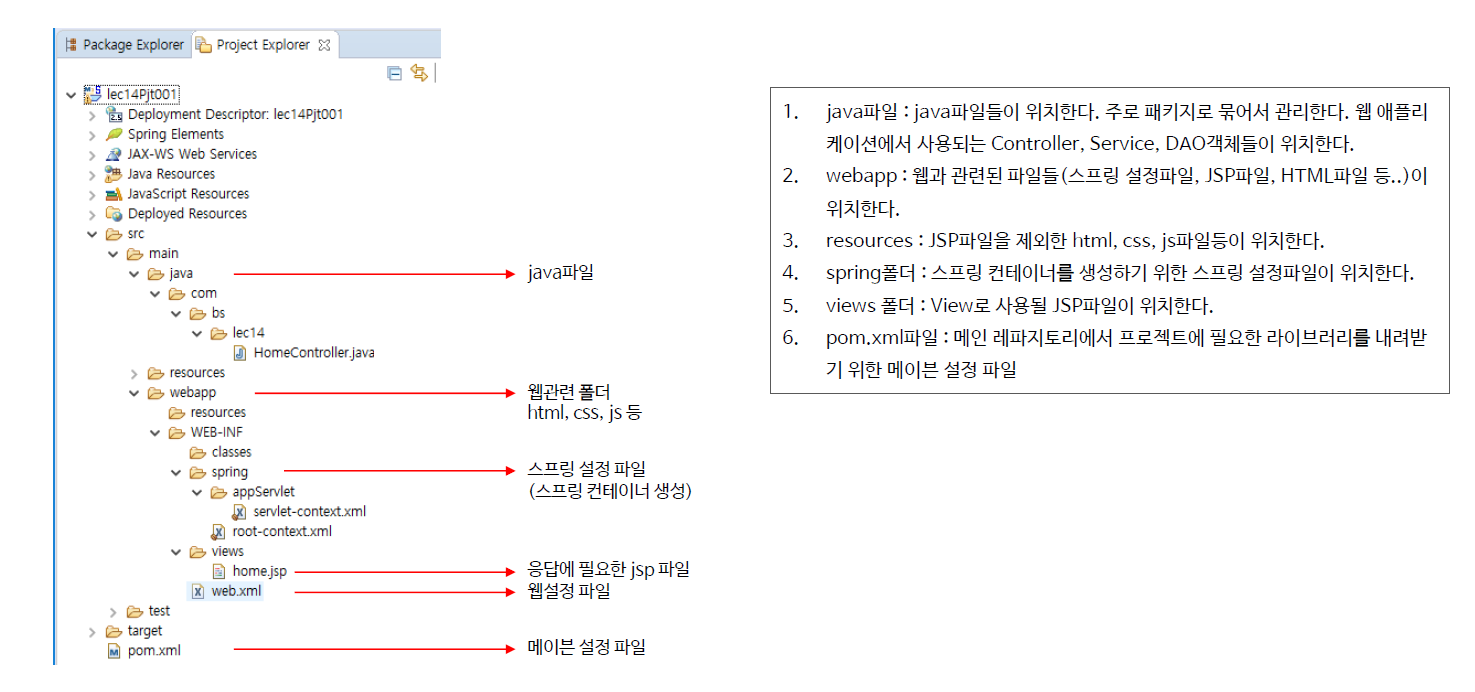 Package Explorer Project Explorer
lec14Pjt001
Deployment Descriptor: lec14Pjt001
Spring Elements
JAX-WS Web Services
Java Resources
JavaScript Resources
Deployed Resources
src
main
java
java파일
com
bs
lec14
HomeController.java
resources
webapp
웹관련 폴더
html, css, js 등
resources
WEB-INF
classes
spring
스프링 설정 파일
(스프링 컨테이너 생성)
appServlet
servlet-context.xml
root-context.xml
views
home.jsp
응답에 필요한 jsp 파일
web.xml
웹설정 파일
test
target
pom.xml
메이븐 설정 파일
1. java파일 : java파일들이 위치한다. 주로 패키지로 묶어서 관리한다. 웹 애플리
케이션에서 사용되는 Controller, Service, DAO객체들이 위치한다.
2. webapp : 웹과 관련된 파일들(스프링 설정파일, JSP파일, HTML파일 등..)이
위치한다.
3. resources : JSP파일을 제외한 html, css, js파일등이 위치한다.
4. spring폴더 : 스프링 컨테이너를 생성하기 위한 스프링 설정파일이 위치한다.
5. views 폴더 : View로 사용될 JSP파일이 위치한다.
6. pom.xml파일 : 메인 레파지토리에서 프로젝트에 필요한 라이브러리를 내려받
기 위한 메이븐 설정 파일